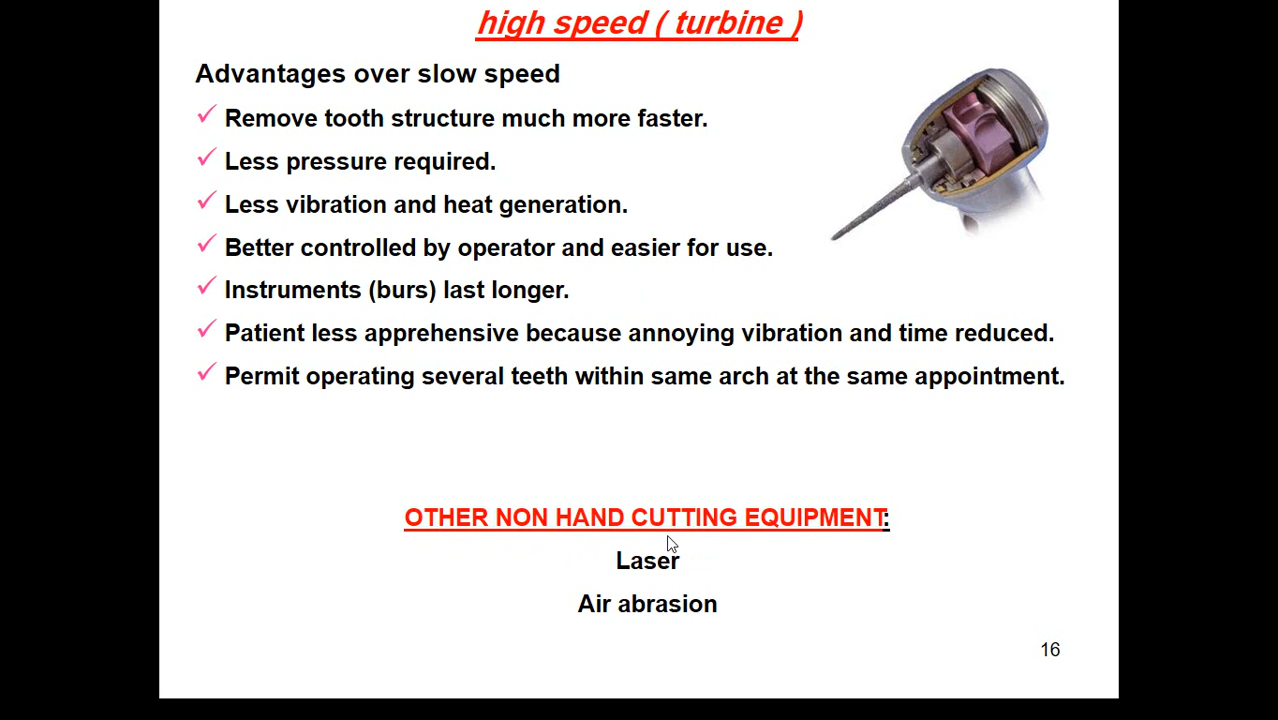 high speed ( turbine )
Advantages over slow speed
✓ Remove tooth structure much more faster.
✓ Less pressure required.
✓ Less vibration and heat generation.
✓ Better controlled by operator and easier for use.
✓ Instruments (burs) last longer.
✓ Patient less apprehensive because annoying vibration and time reduced.
✓ Permit operating several teeth within same arch at the same appointment.
OTHER NON HAND CUTTING EQUIPMENT:
Laser
Air abrasion
16